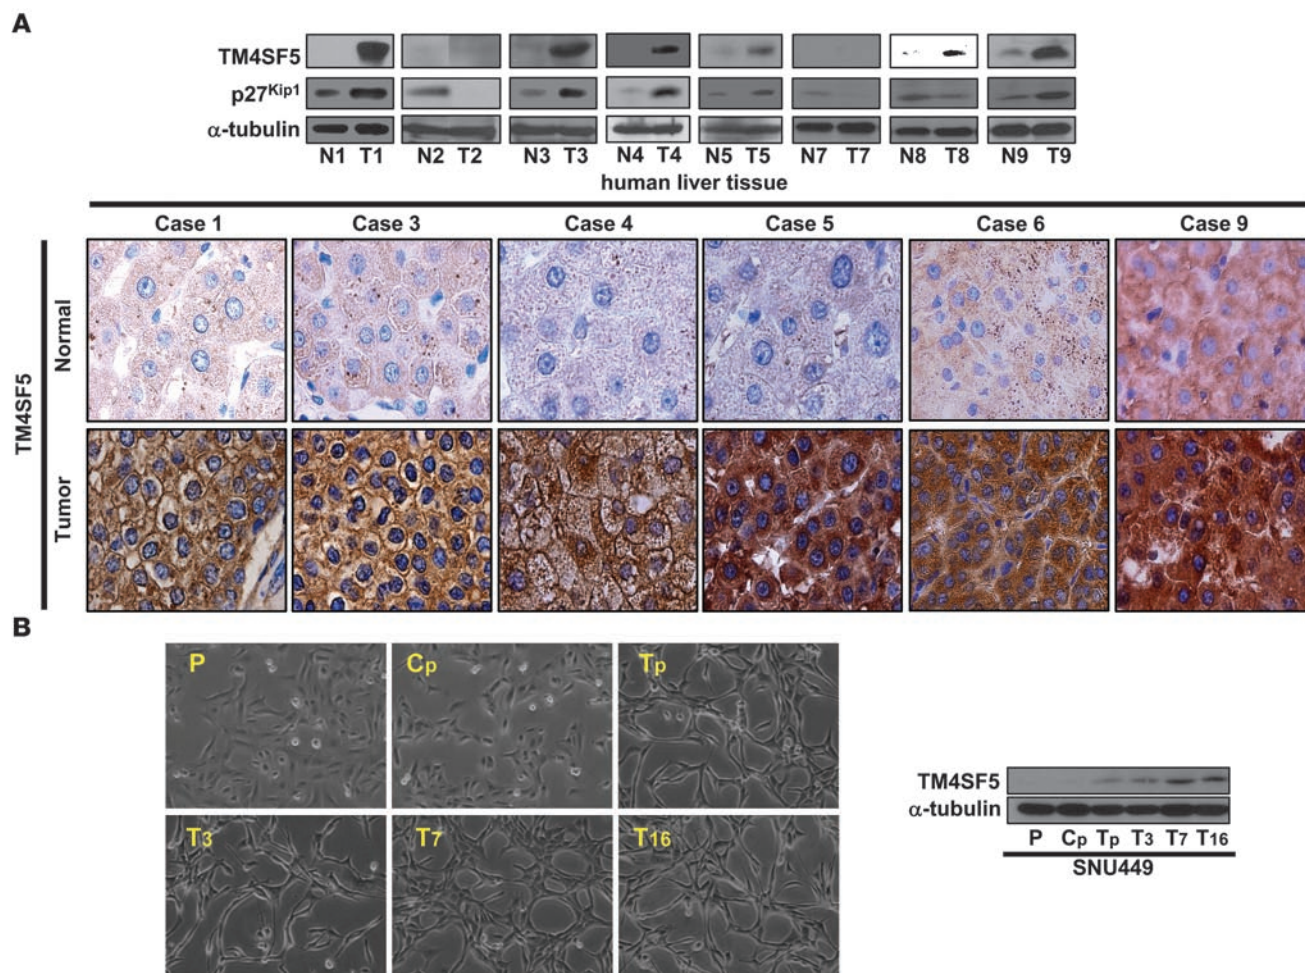 A
TM4SF5
p27Kip1
α-tubulin
N1 T1 N2 T2 N3 T3 N4 T4 N5 T5 N7 T7 N8 T8 N9 T9
human liver tissue
Case 1 Case 3 Case 4 Case 5 Case 6 Case 9
TM4SF5
Normal
Tumor
B
P Cp Tp
T3 T7 T16
TM4SF5
α-tubulin
P Cp Tp T3 T7 T16
SNU449